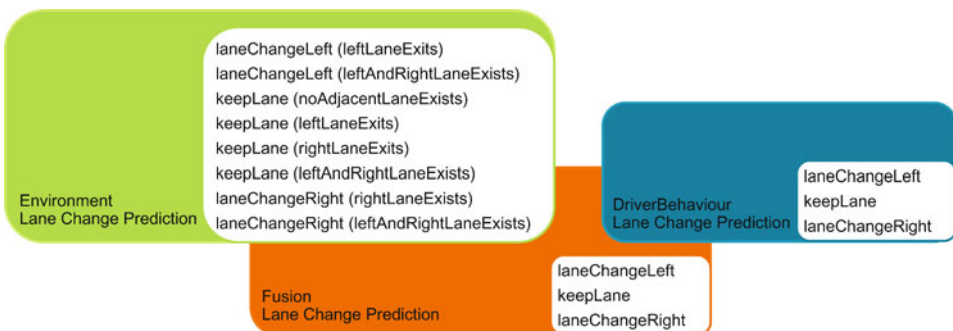 laneChangeLeft (leftLaneExits)
laneChangeLeft (leftAndRightLaneExists)
keepLane (noAdjacentLaneExists)
keepLane (leftLaneExits)
keepLane (rightLaneExits)
keepLane (leftAndRightLaneExists)
laneChangeRight (rightLaneExists)
laneChangeRight (leftAndRightLaneExists)
Environment
Lane Change Prediction
DriverBehaviour
Lane Change Prediction
laneChangeLeft
keepLane
laneChangeRight
Fusion
Lane Change Prediction
laneChangeLeft
keepLane
laneChangeRight